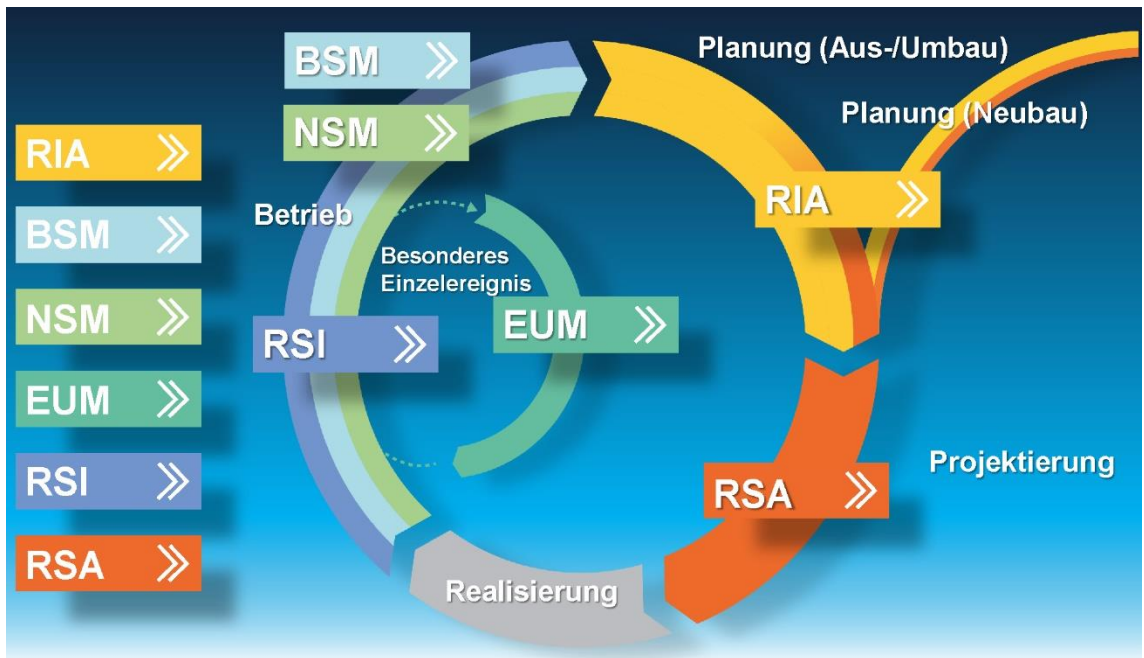 RIA
BSM
NSM
EUM
RSI
RSA
BSM
NSM
Planung (Aus-/Umbau)
Planung (Neubau)
RIA
Betrieb
Besonderes
Einzelereignis
EUM
RSI
Projektierung
RSA
Realisierung